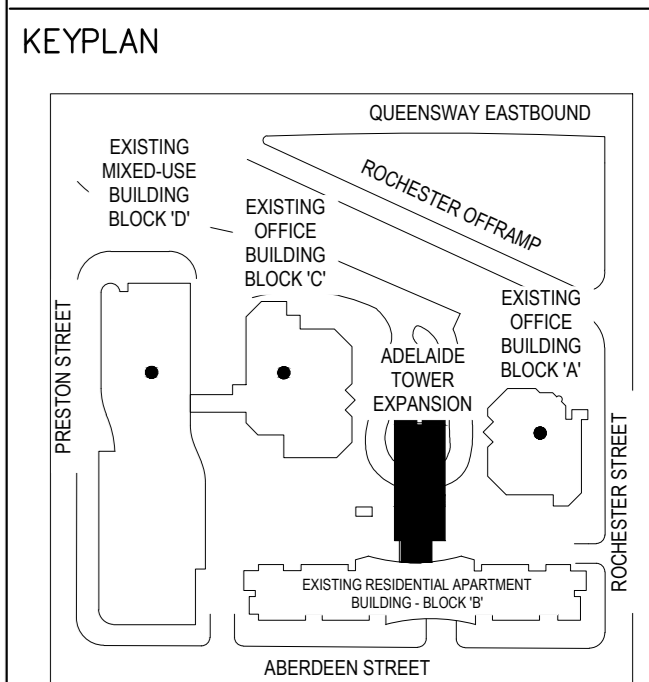 KEYPLAN
QUEENSWAY EASTBOUND
EXISTING
MIXED-USE
BUILDING
BLOCK 'D'
ROCHESTER OFFRAMP
EXISTING
OFFICE
BUILDING
BLOCK 'C'
EXISTING
OFFICE
BUILDING
BLOCK 'A'
ADELAIDE
TOWER
EXPANSION
PRESTON STREET
ROCHESTER STREET
EXISTING RESIDENTIAL APARTMENT
BUILDING - BLOCK 'B'
ABERDEEN STREET